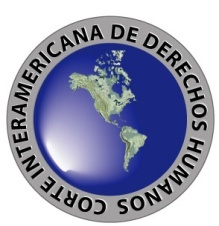 CORTE INTERAMERICANA DE DERECHOS HUMANOS